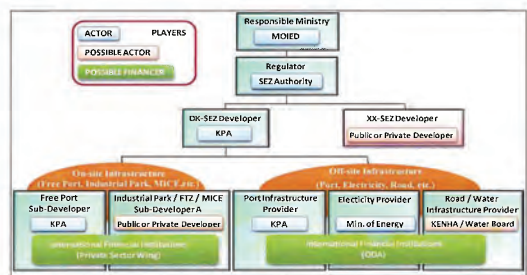 ACTOR
PLAYERS
POSSIBLE ACTOR
POSSIBLE FINANCER
Responsible Ministry
MOIED
Regulator
SEZ Authority
DK-SEZ Developer
KPA
XX-SEZ Developer
Public or Private Developer
On-site Infrastructure
(Free Port, Industrial Park, MICE, etc.)
Off-site Infrastructure
(Port, Electricity, Road, etc.)
Free Port
Sub-Developer
KPA
Industrial Park / FTZ / MICE
Sub-Developer A
Public or Private Developer
Port Infrastructure
Provider
KPA
Electicity Provider
Min. of Energy
Road / Water
Infrastructure Provider
KENHA / Water Board
International Financial Institutions
(Private Sector Wing)
International Financial Institutions
(ODA)